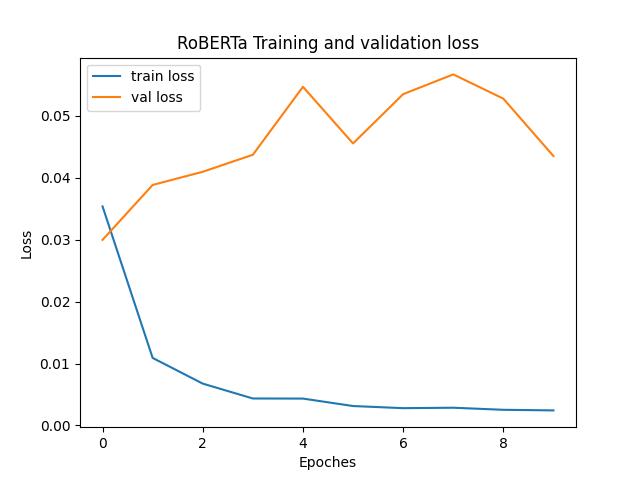 RoBERTa Training and validation loss
train loss
val loss
0.05
0.04
0.03
0.02
0.01
0.00
Loss
0 2 4 6 8
Epoches